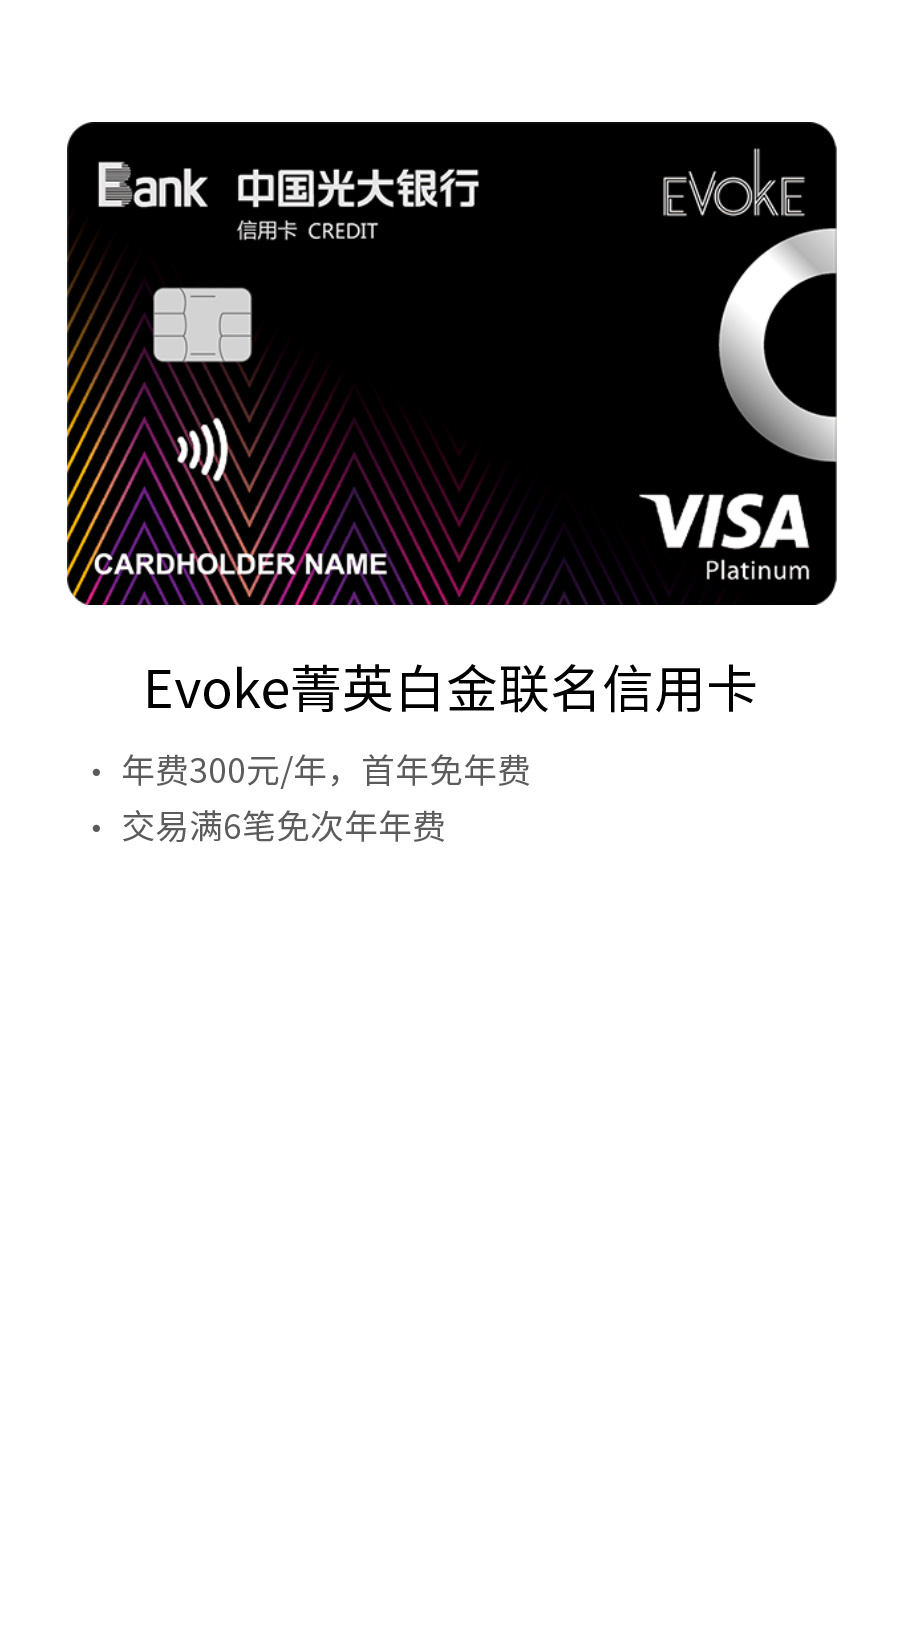 Bank 中国光大银行 EVOKE
信用卡 CREDIT
CARDHOLDER NAME
VISA
Platinum
Evoke菁英白金联名信用卡
• 年费300元/年，首年免年费
• 交易满6笔免次年年费